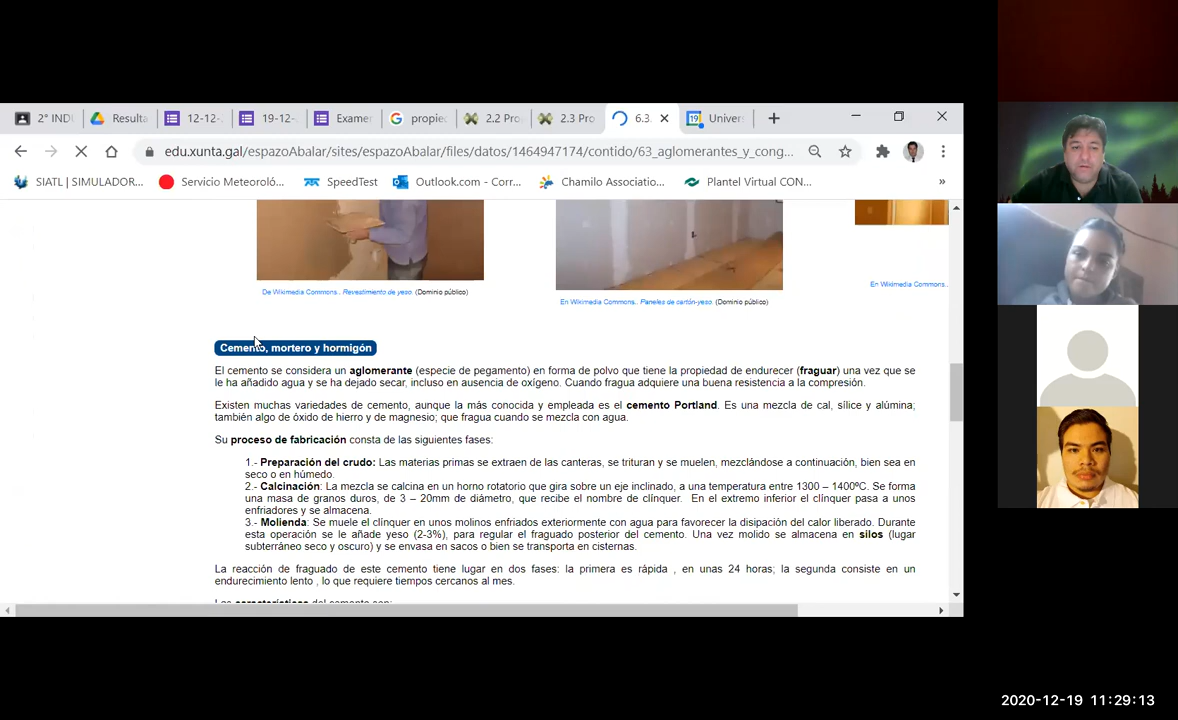 2° INDU
Resulta
12-12-
19-12-
Examen
propie
2.2 Pro
2.3 Pro
6.3.
19
Univers
edu.xunta.gal/espazoAbalar/sites/espazoAbalar/files/datos/1464947174/contido/63_aglomerantes_y_cong...
SIATL | SIMULADOR...
Servicio Meteoroló...
SpeedTest
Outlook.com - Corr...
Chamilo Associatio...
Plantel Virtual CON...
»
De Wikimedia Commons.. Revestimiento de yeso. (Dominio público)
En Wikimedia Commons.. Paneles de cartón-yeso. (Dominio público)
En Wikimedia Commons..
Cemento, mortero y hormigón
El cemento se considera un aglomerante (especie de pegamento) en forma de polvo que tiene la propiedad de endurecer (fraguar) una vez que se
le ha añadido agua y se ha dejado secar, incluso en ausencia de oxígeno. Cuando fragua adquiere una buena resistencia a la compresión.
Existen muchas variedades de cemento, aunque la más conocida y empleada es el cemento Portland. Es una mezcla de cal, sílice y alúmina;
también algo de óxido de hierro y de magnesio; que fragua cuando se mezcla con agua.
Su proceso de fabricación consta de las siguientes fases:
1.- Preparación del crudo: Las materias primas se extraen de las canteras, se trituran y se muelen, mezclándose a continuación, bien sea en
seco o en húmedo.
2.- Calcinación: La mezcla se calcina en un horno rotatorio que gira sobre un eje inclinado, a una temperatura entre 1300 – 1400ºC. Se forma
una masa de granos duros, de 3 – 20mm de diámetro, que recibe el nombre de clínquer. En el extremo inferior el clínquer pasa a unos
enfriadores y se almacena.
3.- Molienda: Se muele el clínquer en unos molinos enfriados exteriormente con agua para favorecer la disipación del calor liberado. Durante
esta operación se le añade yeso (2-3%), para regular el fraguado posterior del cemento. Una vez molido se almacena en silos (lugar
subterráneo seco y oscuro) y se envasa en sacos o bien se transporta en cisternas.
La reacción de fraguado de este cemento tiene lugar en dos fases: la primera es rápida , en unas 24 horas; la segunda consiste en un
endurecimiento lento , lo que requiere tiempos cercanos al mes.
Las características del cemento son:
2020-12-19 11:29:13